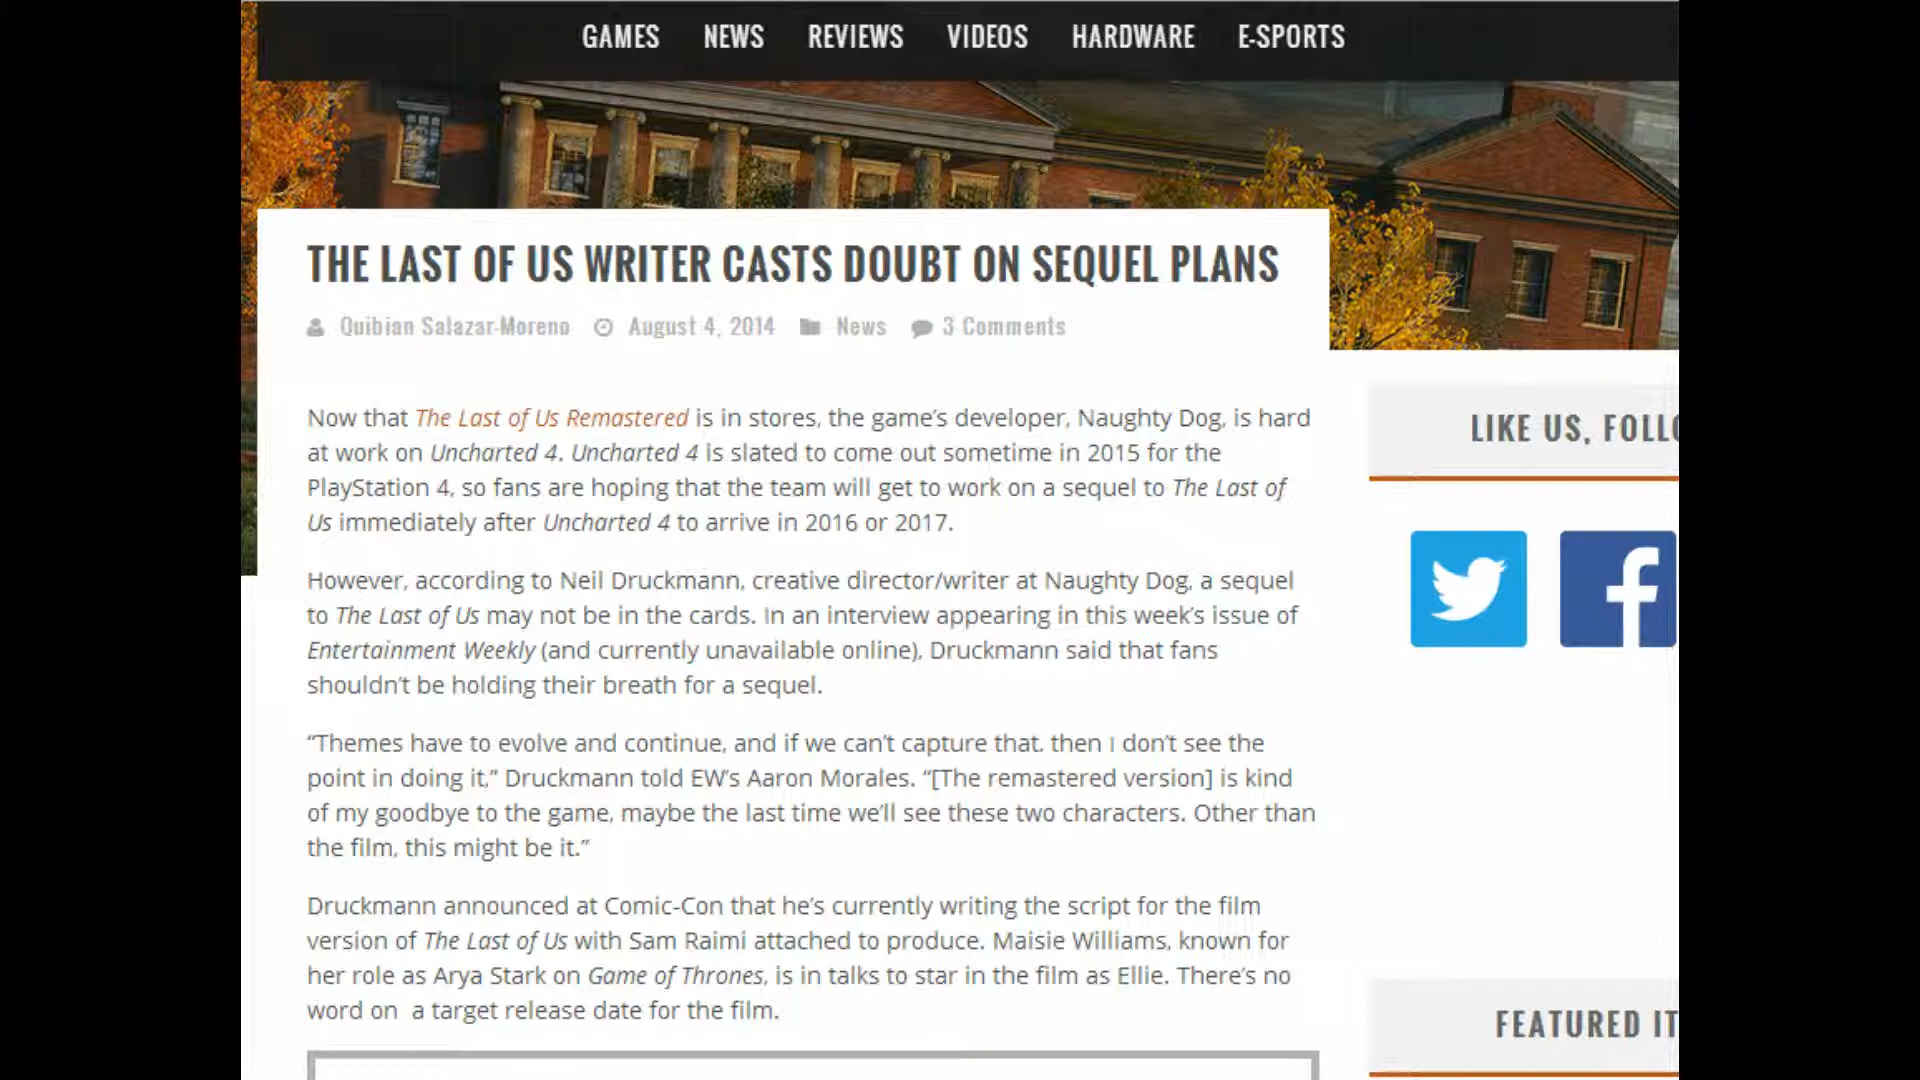 GAMES NEWS REVIEWS VIDEOS HARDWARE E-SPORTS
THE LAST OF US WRITER CASTS DOUBT ON SEQUEL PLANS
Quibian Salazar-Moreno August 4, 2014 News 3 Comments
Now that The Last of Us Remastered is in stores, the game's developer, Naughty Dog, is hard
at work on Uncharted 4. Uncharted 4 is slated to come out sometime in 2015 for the
PlayStation 4, so fans are hoping that the team will get to work on a sequel to The Last of
Us immediately after Uncharted 4 to arrive in 2016 or 2017.
However, according to Neil Druckmann, creative director/writer at Naughty Dog, a sequel
to The Last of Us may not be in the cards. In an interview appearing in this week's issue of
Entertainment Weekly (and currently unavailable online), Druckmann said that fans
shouldn't be holding their breath for a sequel.
“Themes have to evolve and continue, and if we can't capture that, then I don't see the
point in doing it,” Druckmann told EW's Aaron Morales. “[The remastered version] is kind
of my goodbye to the game, maybe the last time we'll see these two characters. Other than
the film, this might be it.”
Druckmann announced at Comic-Con that he's currently writing the script for the film
version of The Last of Us with Sam Raimi attached to produce. Maisie Williams, known for
her role as Arya Stark on Game of Thrones, is in talks to star in the film as Ellie. There's no
word on  a target release date for the film.
LIKE US, FOLLO
FEATURED IT